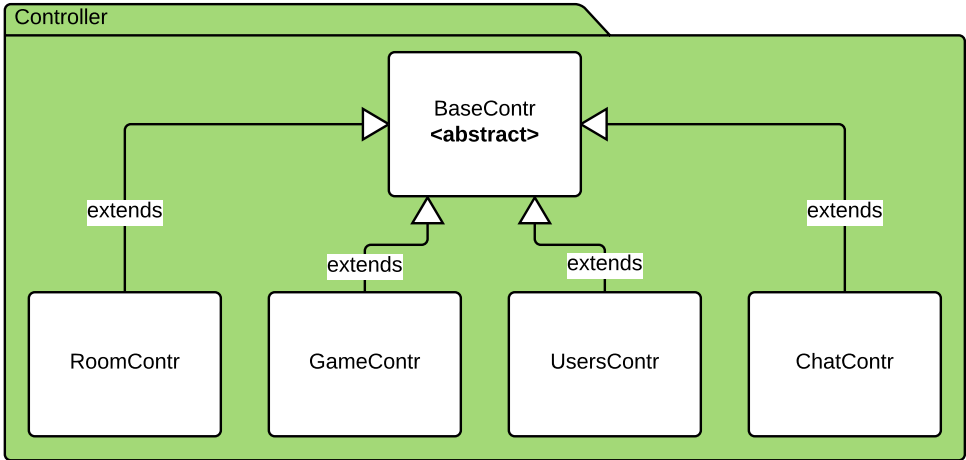 Controller
BaseContr
<abstract>
extends
extends
extends
extends
RoomContr
GameContr
UsersContr
ChatContr